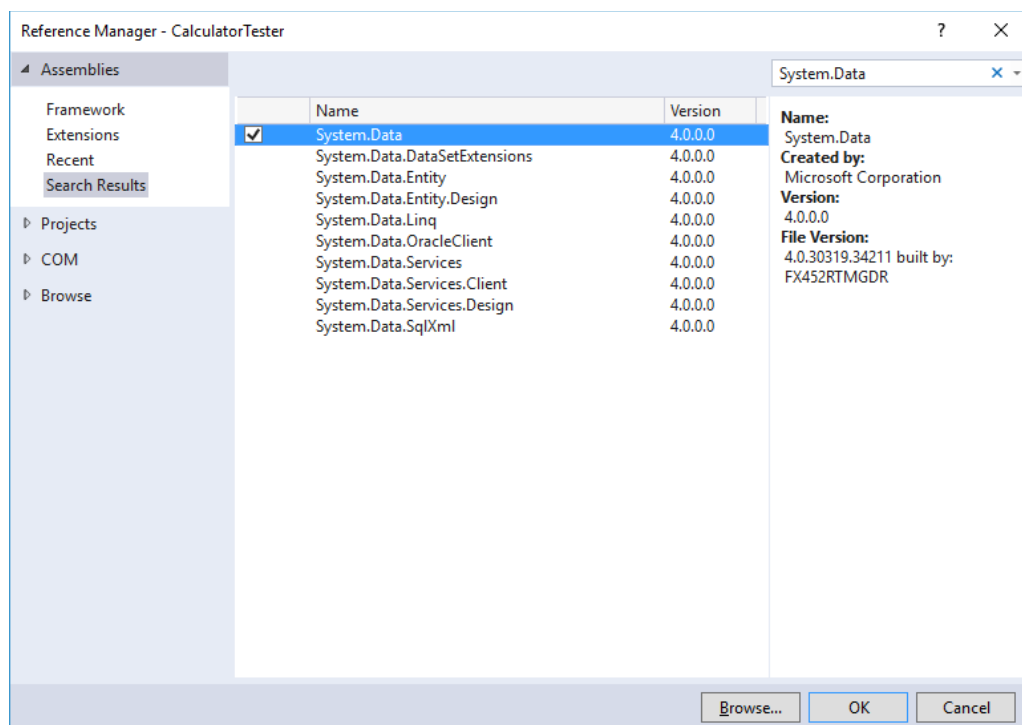 Reference Manager - CalculatorTester
?
Assemblies
System.Data
Framework
Extensions
Recent
Search Results
Projects
COM
Browse
Name Version
System.Data 4.0.0.0
System.Data.DataSetExtensions 4.0.0.0
System.Data.Entity 4.0.0.0
System.Data.Entity.Design 4.0.0.0
System.Data.Linq 4.0.0.0
System.Data.OracleClient 4.0.0.0
System.Data.Services 4.0.0.0
System.Data.Services.Client 4.0.0.0
System.Data.Services.Design 4.0.0.0
System.Data.SqlXml 4.0.0.0
Name:
System.Data
Created by:
Microsoft Corporation
Version:
4.0.0.0
File Version:
4.0.30319.34211 built by:
FX452RTMGDR
Browse...
OK
Cancel